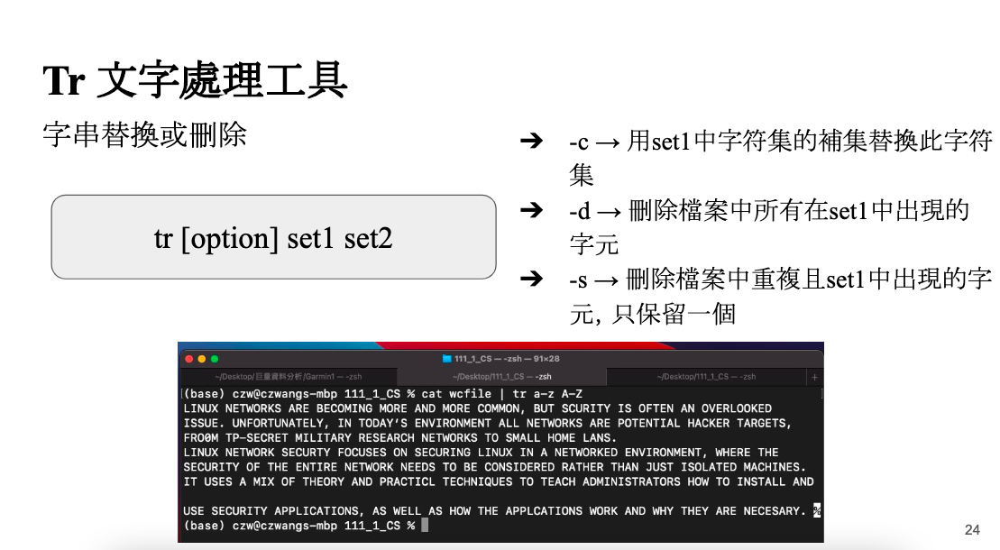 Tr 文字處理工具
字串替換或刪除
tr [option] set1 set2
➔ -c → 用set1中字符集的補集替換此字符
集
➔ -d → 刪除檔案中所有在set1中出現的
字元
➔ -s → 刪除檔案中重複且set1中出現的字
元, 只保留一個
111_1_CS — -zsh — 91×28
~/Desktop/巨量資料分析/Garmin1 — -zsh
~/Desktop/111_1_CS — -zsh
~/Desktop/111_1_CS — -zsh
+
(base) czw@czwangs-mbp 111_1_CS % cat wcfile | tr a-z A-Z
LINUX NETWORKS ARE BECOMING MORE AND MORE COMMON, BUT SCURITY IS OFTEN AN OVERLOOKED
ISSUE. UNFORTUNATELY, IN TODAY'S ENVIRONMENT ALL NETWORKS ARE POTENTIAL HACKER TARGETS,
FRO0M TP-SECRET MILITARY RESEARCH NETWORKS TO SMALL HOME LANS.
LINUX NETWORK SECURTY FOCUSES ON SECURING LINUX IN A NETWORKED ENVIRONMENT, WHERE THE
SECURITY OF THE ENTIRE NETWORK NEEDS TO BE CONSIDERED RATHER THAN JUST ISOLATED MACHINES.
IT USES A MIX OF THEORY AND PRACTICL TECHNIQUES TO TEACH ADMINISTRATORS HOW TO INSTALL AND
USE SECURITY APPLICATIONS, AS WELL AS HOW THE APPLCATIONS WORK AND WHY THEY ARE NECESARY. %
(base) czw@czwangs-mbp 111_1_CS %
24